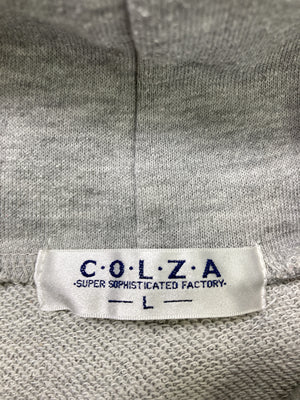 C·O·L·Z·A
·SUPER SOPHISTICATED FACTORY·
— L —